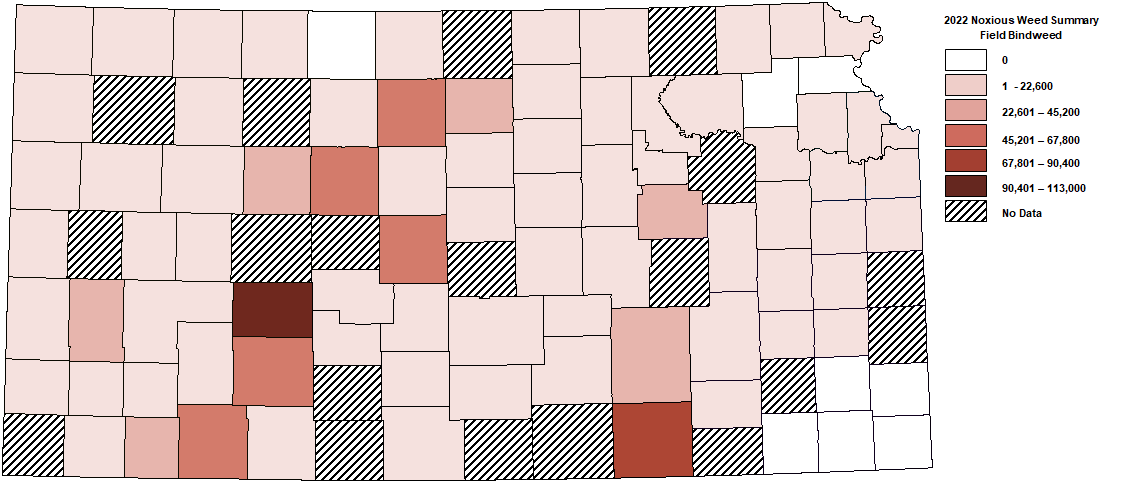 2022 Noxious Weed Summary
Field Bindweed
0
1 - 22,600
22,601 – 45,200
45,201 – 67,800
67,801 – 90,400
90,401 – 113,000
No Data